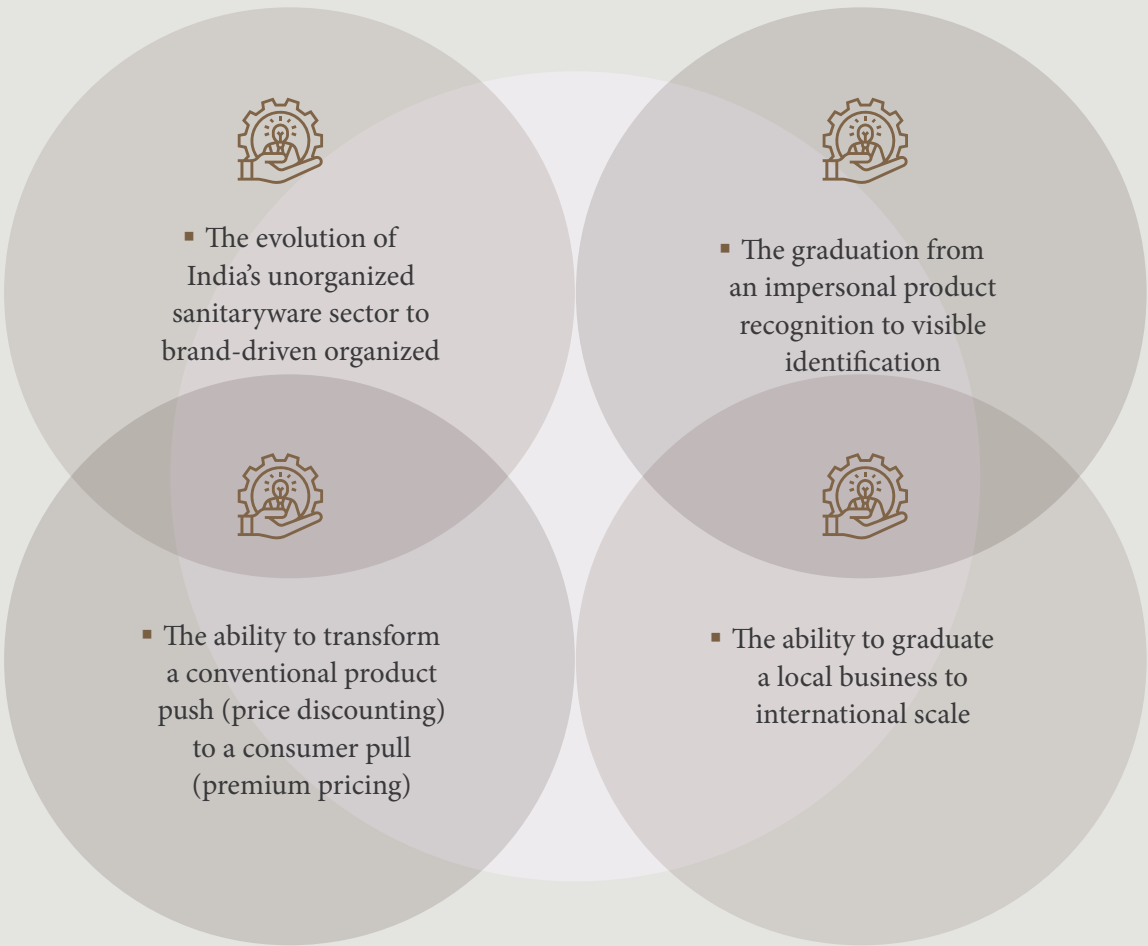 ▪ The evolution of
India’s unorganized
sanitaryware sector to
brand-driven organized
▪ The graduation from
an impersonal product
recognition to visible
identification
▪ The ability to transform
a conventional product
push (price discounting)
to a consumer pull
(premium pricing)
▪ The ability to graduate
a local business to
international scale